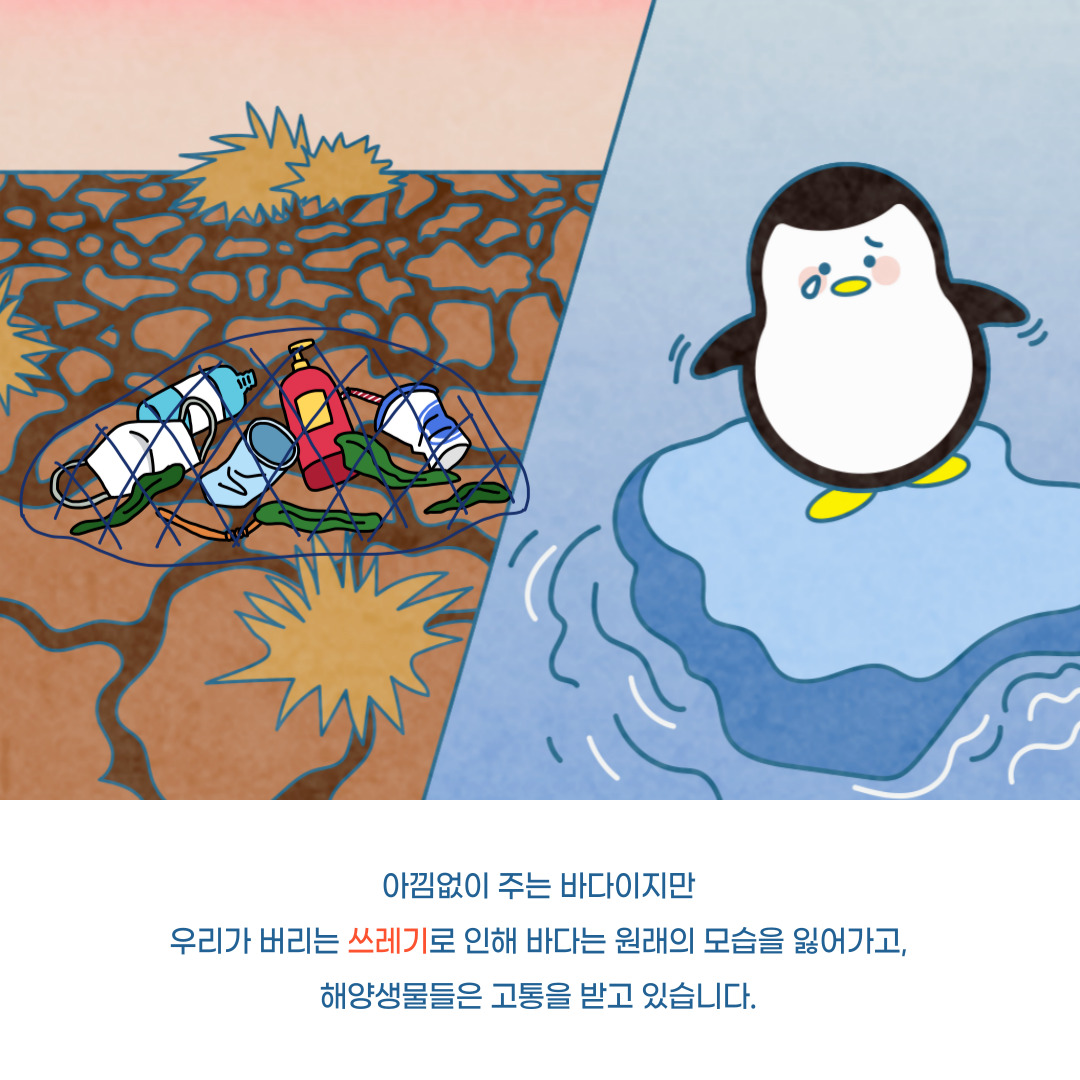 아낌없이 주는 바다이지만
우리가 버리는 쓰레기로 인해 바다는 원래의 모습을 잃어가고,
해양생물들은 고통을 받고 있습니다.